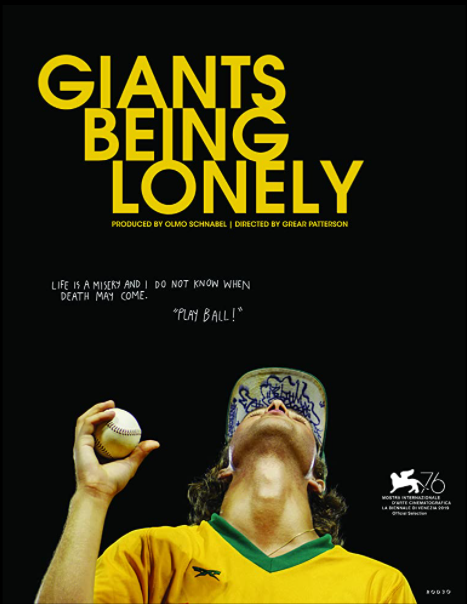 GIANTS
BEING
LONELY
PRODUCED BY OLMO SCHNABEL | DIRECTED BY GREAR PATTERSON
LIFE IS A MISERY AND I DO NOT KNOW WHEN
DEATH MAY COME.
"PLAY BALL!"
76
MOSTRA INTERNAZIONALE
D'ARTE CINEMATOGRAFICA
LA BIENNALE DI VENEZIA 2019
Official Selection